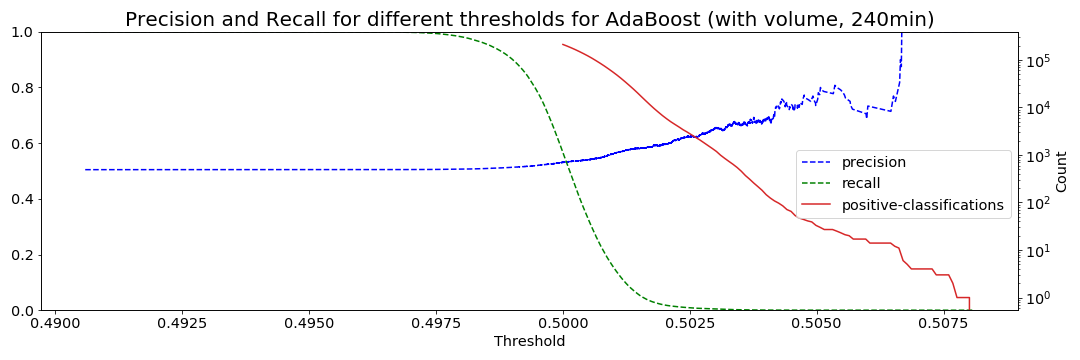 Precision and Recall for different thresholds for AdaBoost (with volume, 240min)
1.0
0.8
0.6
0.4
0.2
0.0
10^5
10^4
10^3
10^2
10^1
10^0
Count
precision
recall
positive-classifications
0.4900 0.4925 0.4950 0.4975 0.5000 0.5025 0.5050 0.5075
Threshold